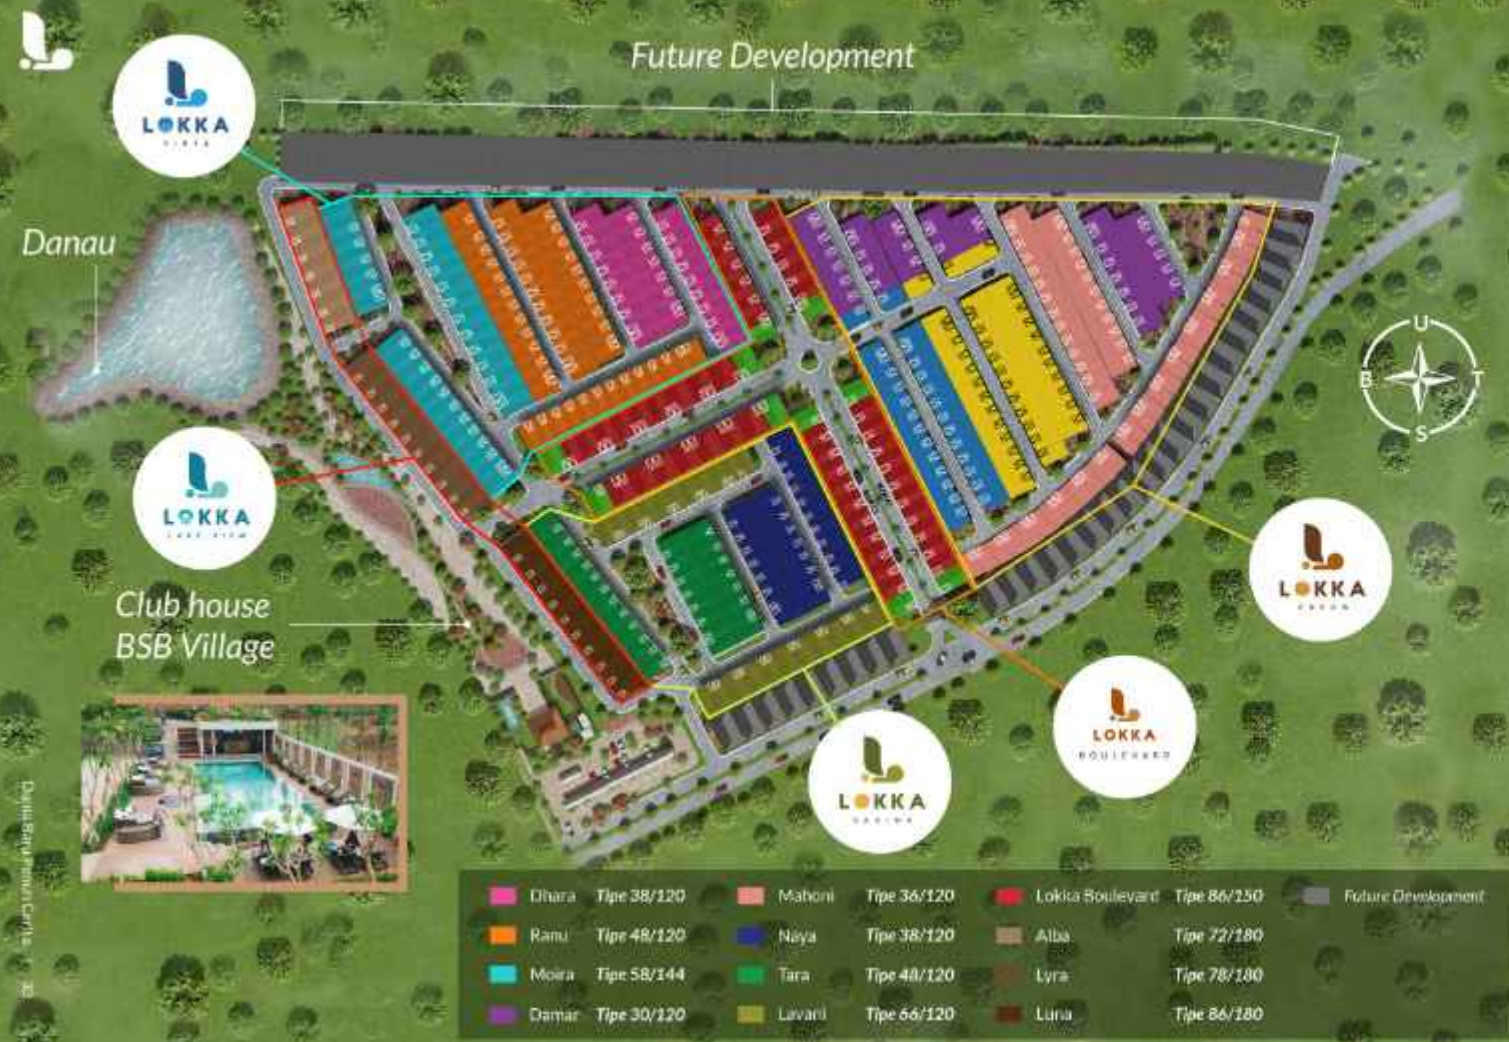 Future Development
LOKKA
VISTA
Danau
U
B
T
S
LOKKA
LAKE VIEW
Club house
BSB Village
LOKKA
LOKKA
BOULEVARD
LOKKA
Dhara Tipe 38/120
Ranu Tipe 48/120
Moira Tipe 58/144
Damar Tipe 30/120
Mahoni Tipe 36/120
Naya Tipe 38/120
Tara Tipe 48/120
Lavani Tipe 66/120
Lokka Boulevard Tipe 86/150
Alba Tipe 72/180
Lyra Tipe 78/180
Luna Tipe 86/180
Future Development